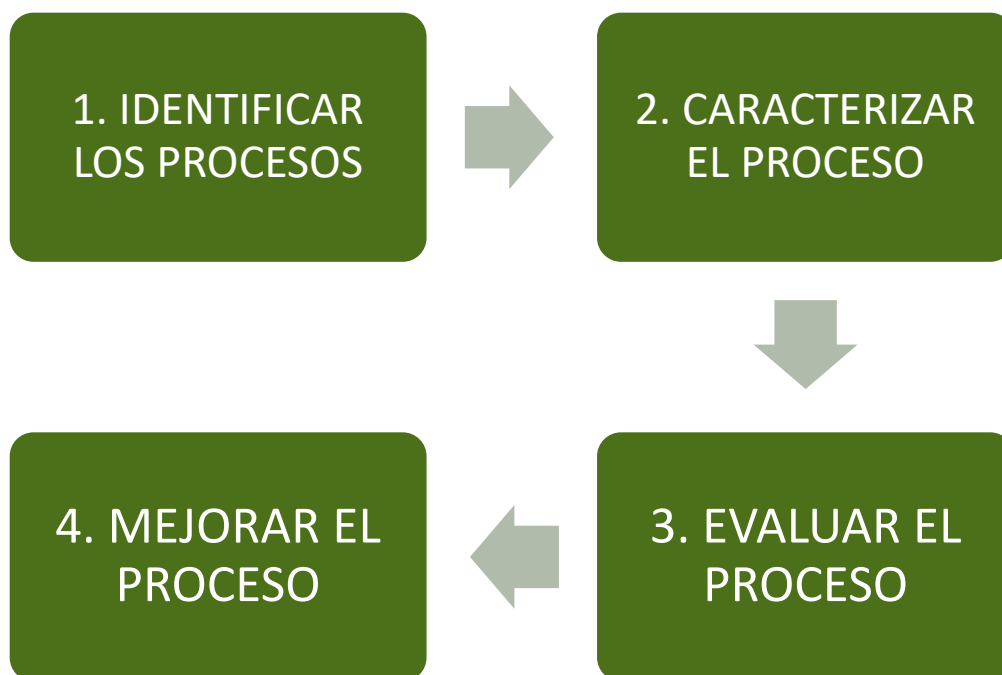 1. IDENTIFICAR
LOS PROCESOS
2. CARACTERIZAR
EL PROCESO
3. EVALUAR EL
PROCESO
4. MEJORAR EL
PROCESO